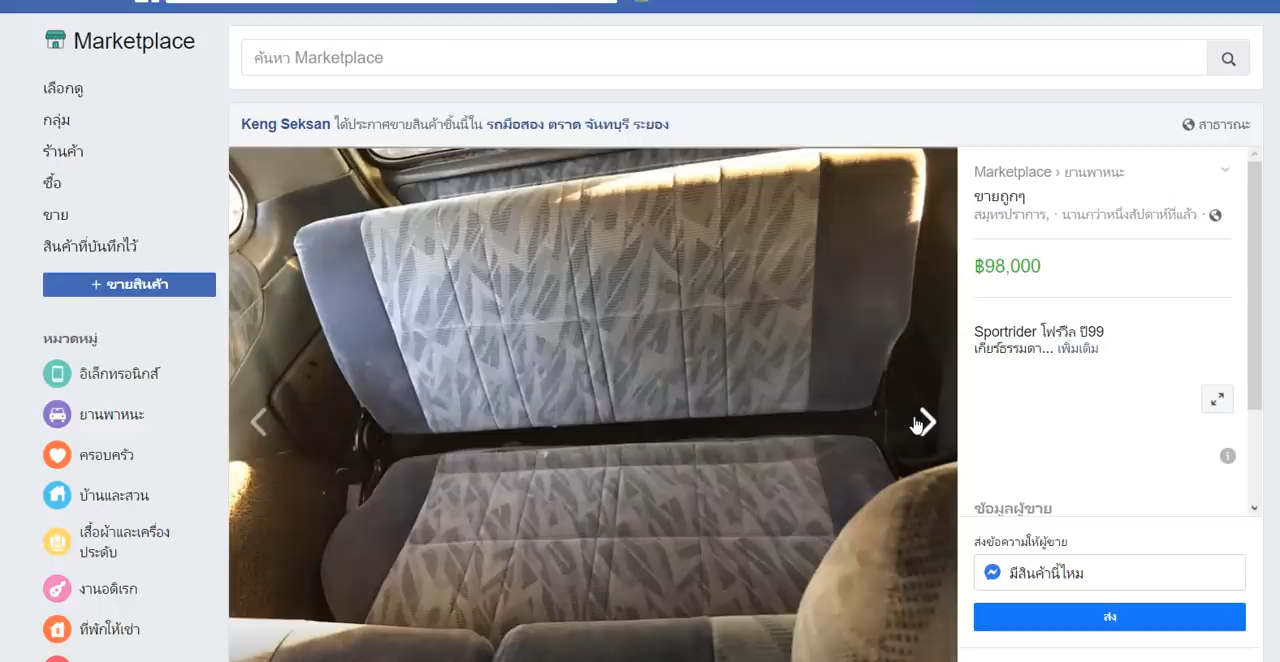 Marketplace
ค้นหา Marketplace
เลือกดู
กลุ่ม
ร้านค้า
ซื้อ
ขาย
สินค้าที่บันทึกไว้
+ ขายสินค้า
หมวดหมู่
อิเล็กทรอนิกส์
ยานพาหนะ
ครอบครัว
บ้านและสวน
เสื้อผ้าและเครื่อง
ประดับ
งานอดิเรก
ที่พักให้เช่า
Keng Seksan ได้ประกาศขายสินค้าชิ้นนี้ใน รถมือสอง ตราด จันทบุรี ระยอง
สาธารณะ
Marketplace › ยานพาหนะ
ขายถูกๆ
สมุทรปราการ, · นานกว่าหนึ่งสัปดาห์ที่แล้ว ·
฿98,000
Sportrider โฟร์วีล ปี99
เกียร์ธรรมดา... เพิ่มเติม
ข้อมูลผู้ขาย
ส่งข้อความให้ผู้ขาย
มีสินค้านี้ไหม
ส่ง